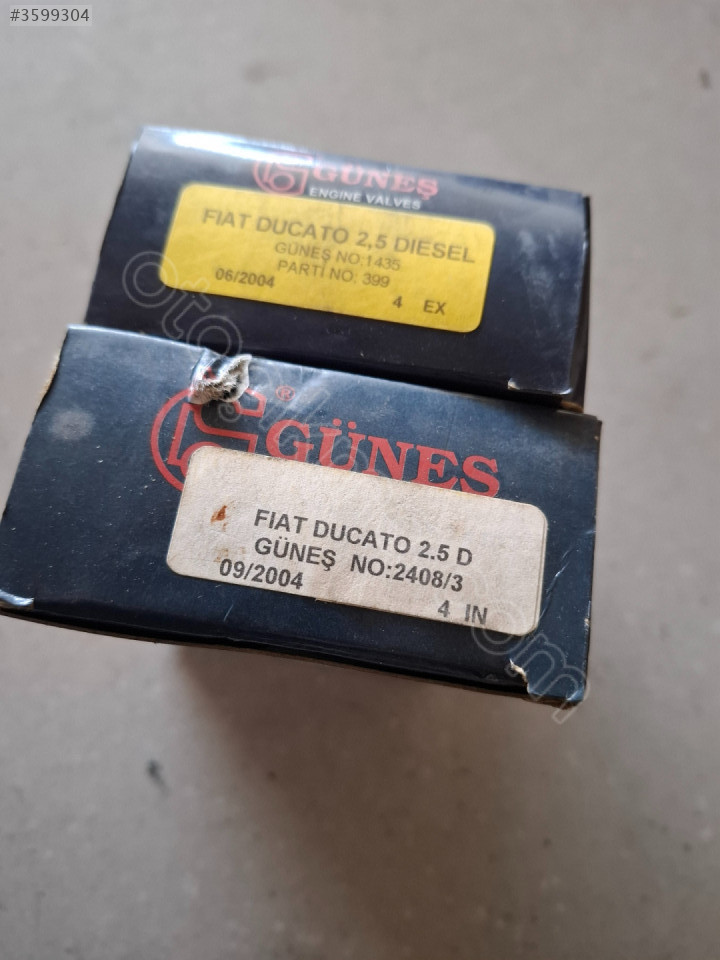 #3599304
GÜNEŞ
ENGINE VALVES
FIAT DUCATO 2,5 DIESEL
GÜNEŞ NO:1435
PARTİ NO: 399
06/2004
4 EX
®
GÜNEŞ
FIAT DUCATO 2.5 D
GÜNEŞ NO:2408/3
09/2004
4 IN